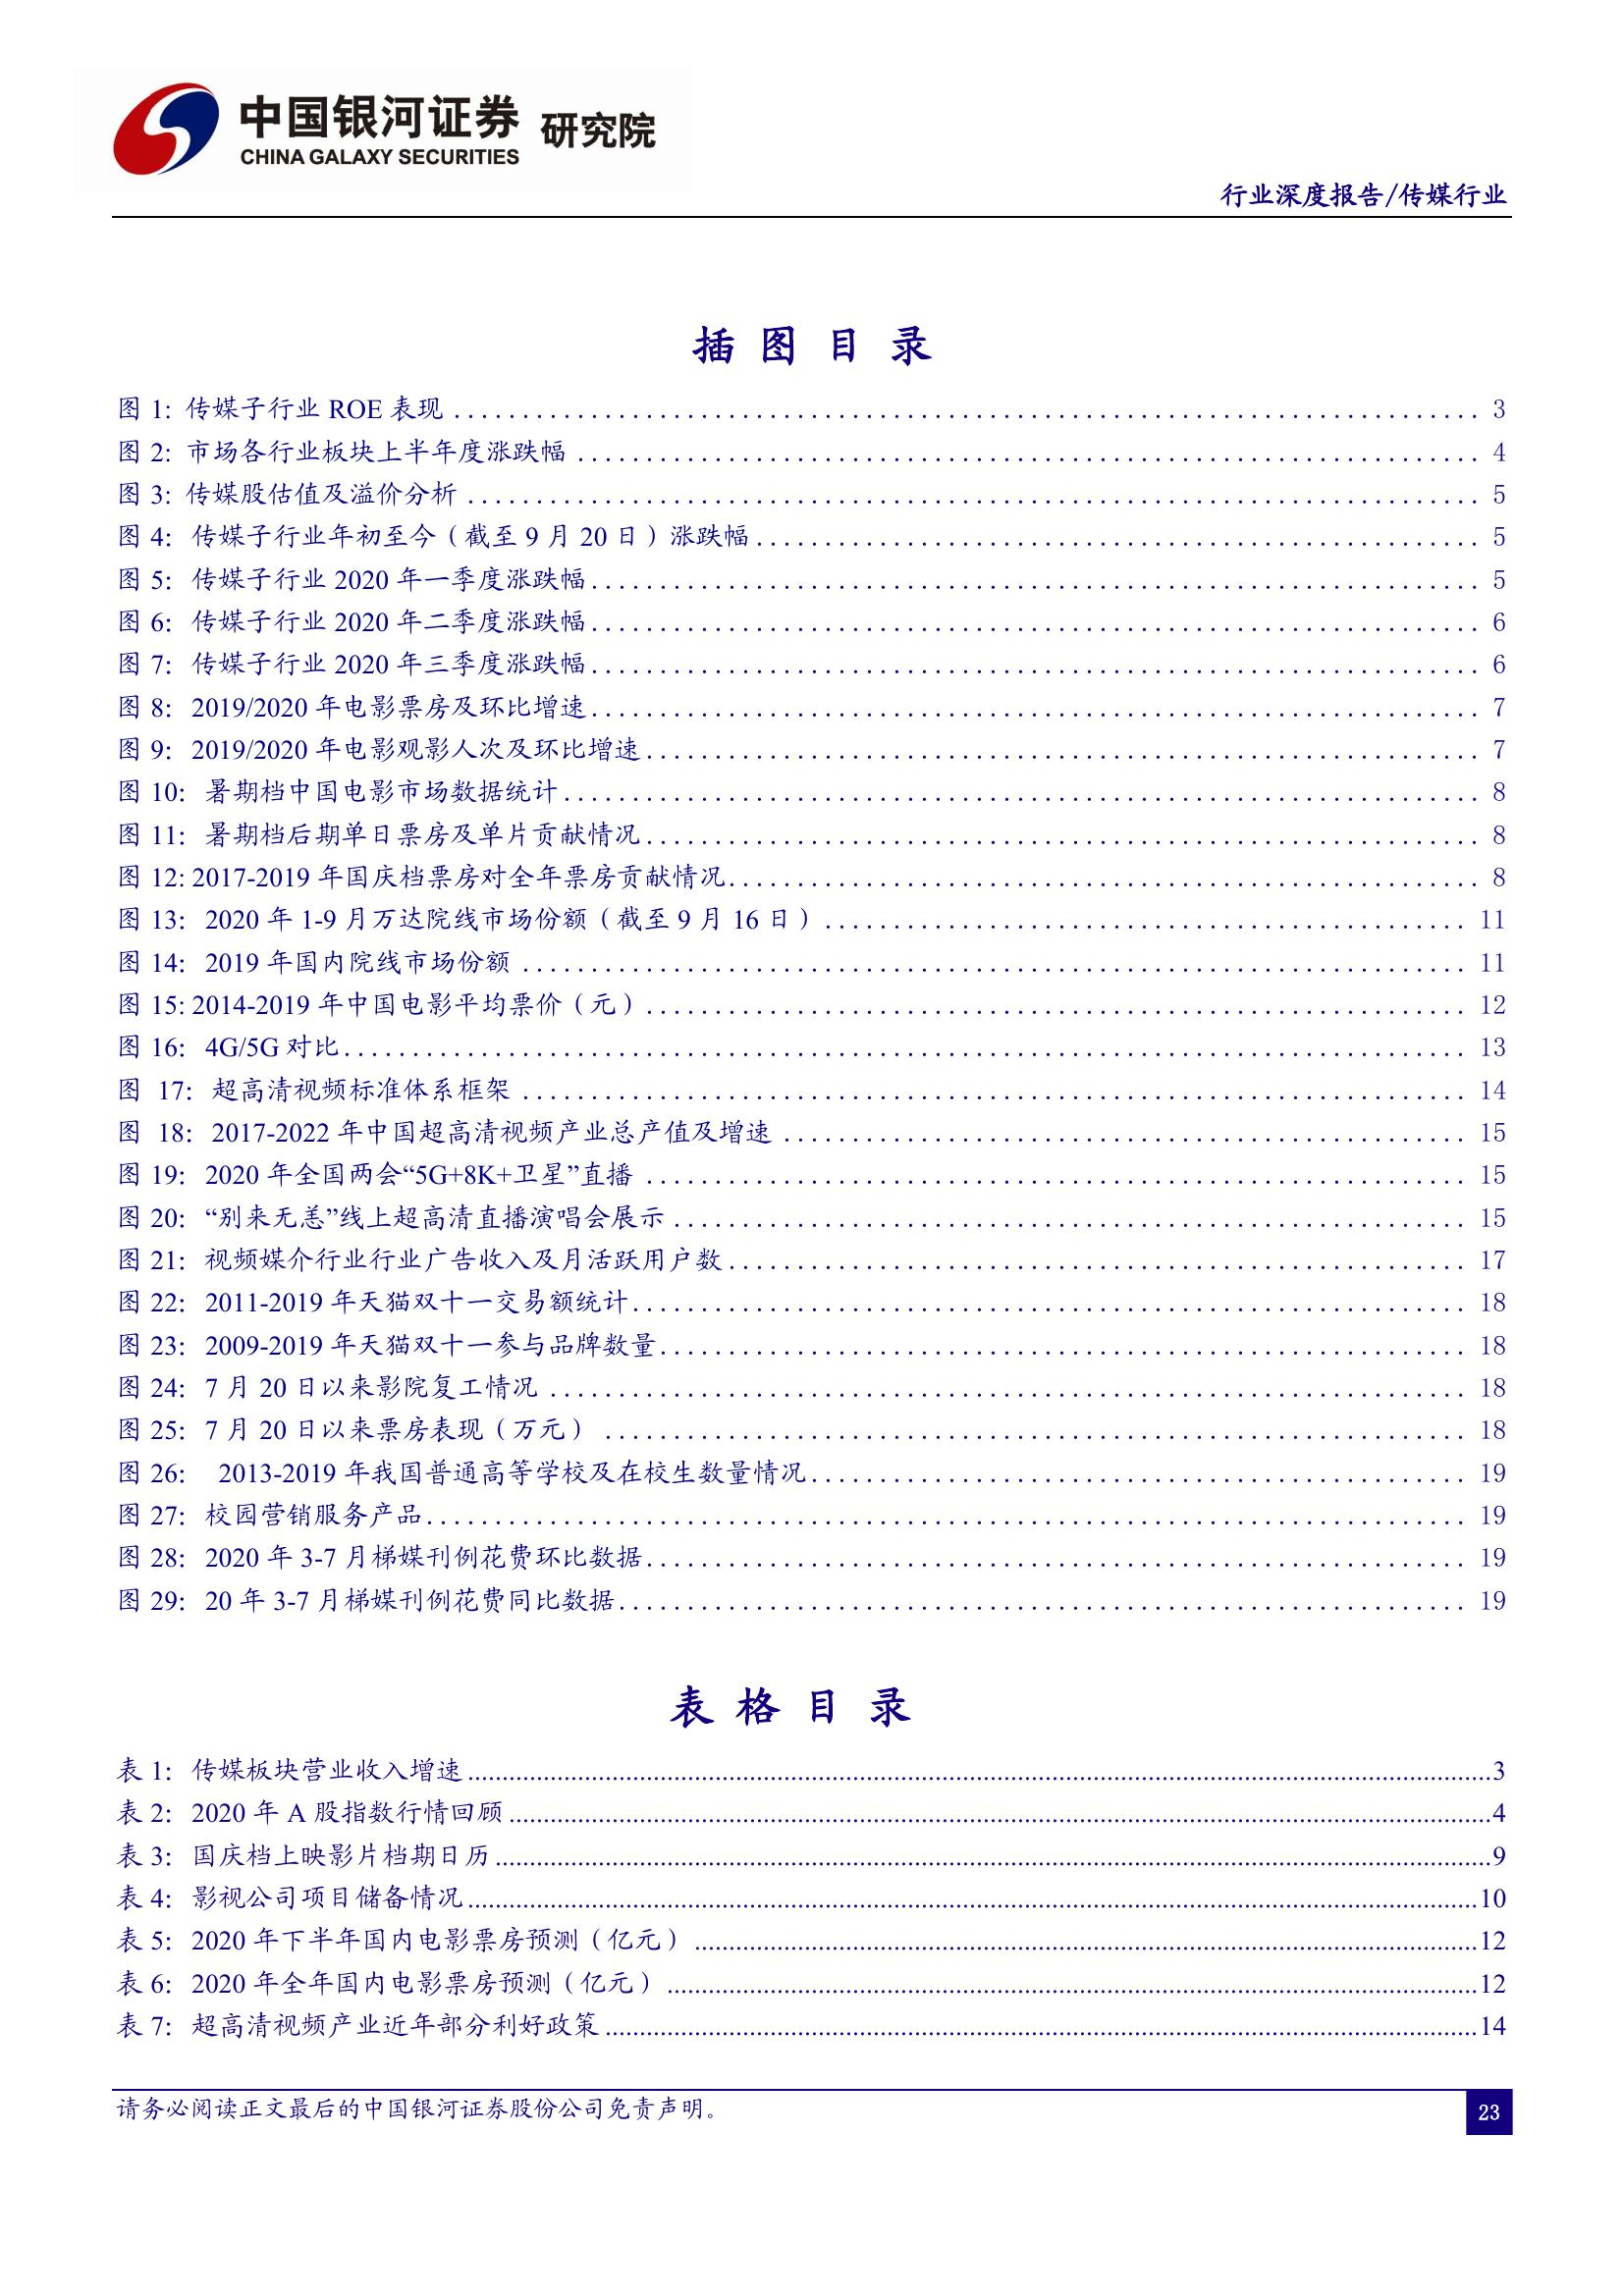 中国银河证券 研究院
CHINA GALAXY SECURITIES
行业深度报告/传媒行业
插 图 目 录
图 1: 传媒子行业 ROE 表现 ........ 3
图 2: 市场各行业板块上半年度涨跌幅 ........ 4
图 3: 传媒股估值及溢价分析 ........ 5
图 4: 传媒子行业年初至今（截至 9 月 20 日）涨跌幅 ........ 5
图 5: 传媒子行业 2020 年一季度涨跌幅 ........ 5
图 6: 传媒子行业 2020 年二季度涨跌幅 ........ 6
图 7: 传媒子行业 2020 年三季度涨跌幅 ........ 6
图 8: 2019/2020 年电影票房及环比增速 ........ 7
图 9: 2019/2020 年电影观影人次及环比增速 ........ 7
图 10: 暑期档中国电影市场数据统计 ........ 8
图 11: 暑期档后期单日票房及单片贡献情况 ........ 8
图 12: 2017-2019 年国庆档票房对全年票房贡献情况 ........ 8
图 13: 2020 年 1-9 月万达院线市场份额（截至 9 月 16 日） ........ 11
图 14: 2019 年国内院线市场份额 ........ 11
图 15: 2014-2019 年中国电影平均票价（元） ........ 12
图 16: 4G/5G 对比 ........ 13
图 17: 超高清视频标准体系框架 ........ 14
图 18: 2017-2022 年中国超高清视频产业总产值及增速 ........ 15
图 19: 2020 年全国两会“5G+8K+卫星”直播 ........ 15
图 20: “别来无恙”线上超高清直播演唱会展示 ........ 15
图 21: 视频媒介行业行业广告收入及月活跃用户数 ........ 17
图 22: 2011-2019 年天猫双十一交易额统计 ........ 18
图 23: 2009-2019 年天猫双十一参与品牌数量 ........ 18
图 24: 7 月 20 日以来影院复工情况 ........ 18
图 25: 7 月 20 日以来票房表现（万元） ........ 18
图 26: 2013-2019 年我国普通高等学校及在校生数量情况 ........ 19
图 27: 校园营销服务产品 ........ 19
图 28: 2020 年 3-7 月梯媒刊例花费环比数据 ........ 19
图 29: 20 年 3-7 月梯媒刊例花费同比数据 ........ 19
表 格 目 录
表 1: 传媒板块营业收入增速 ........ 3
表 2: 2020 年 A 股指数行情回顾 ........ 4
表 3: 国庆档上映影片档期日历 ........ 9
表 4: 影视公司项目储备情况 ........ 10
表 5: 2020 年下半年国内电影票房预测（亿元） ........ 12
表 6: 2020 年全年国内电影票房预测（亿元） ........ 12
表 7: 超高清视频产业近年部分利好政策 ........ 14
请务必阅读正文最后的中国银河证券股份公司免责声明。
23